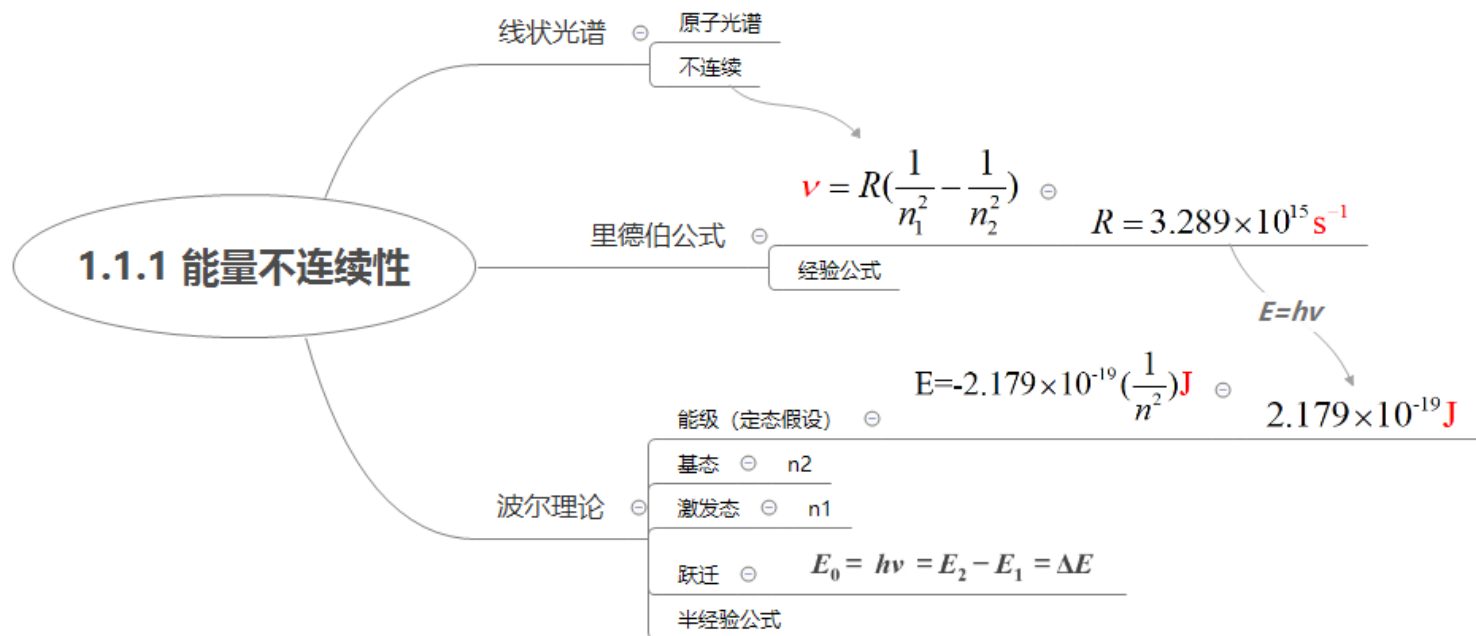 线状光谱
原子光谱
不连续
ν = R(1/n₁² − 1/n₂²)
R = 3.289×10¹⁵ s⁻¹
里德伯公式
经验公式
1.1.1 能量不连续性
E=hv
E=-2.179×10⁻¹⁹(1/n²)J
2.179×10⁻¹⁹J
能级（定态假设）
基态 n2
波尔理论
激发态 n1
跃迁 E₀ = hv = E₂ − E₁ = ΔE
半经验公式